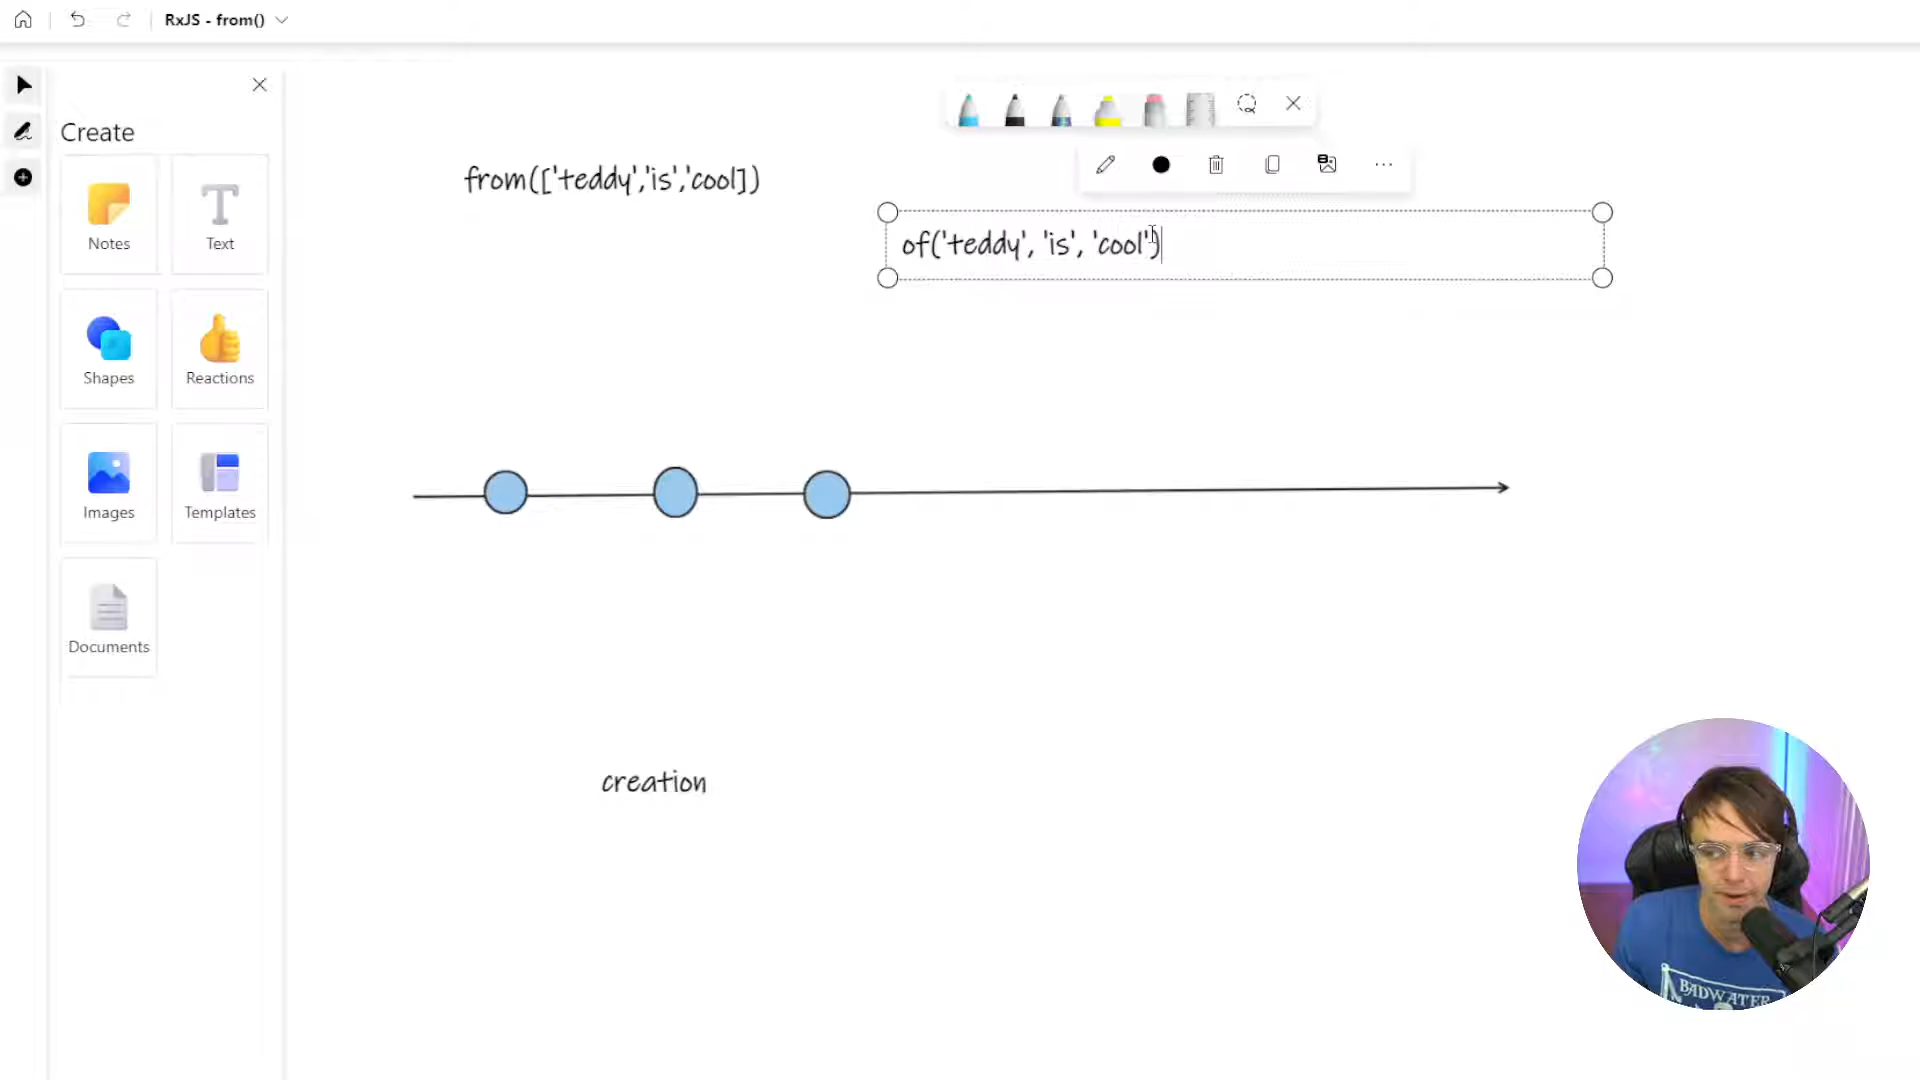 RxJS - from()
Create
from(['teddy','is','cool])
of('teddy', 'is', 'cool')
Notes
Text
Shapes
Reactions
Images
Templates
Documents
creation
BADWATER